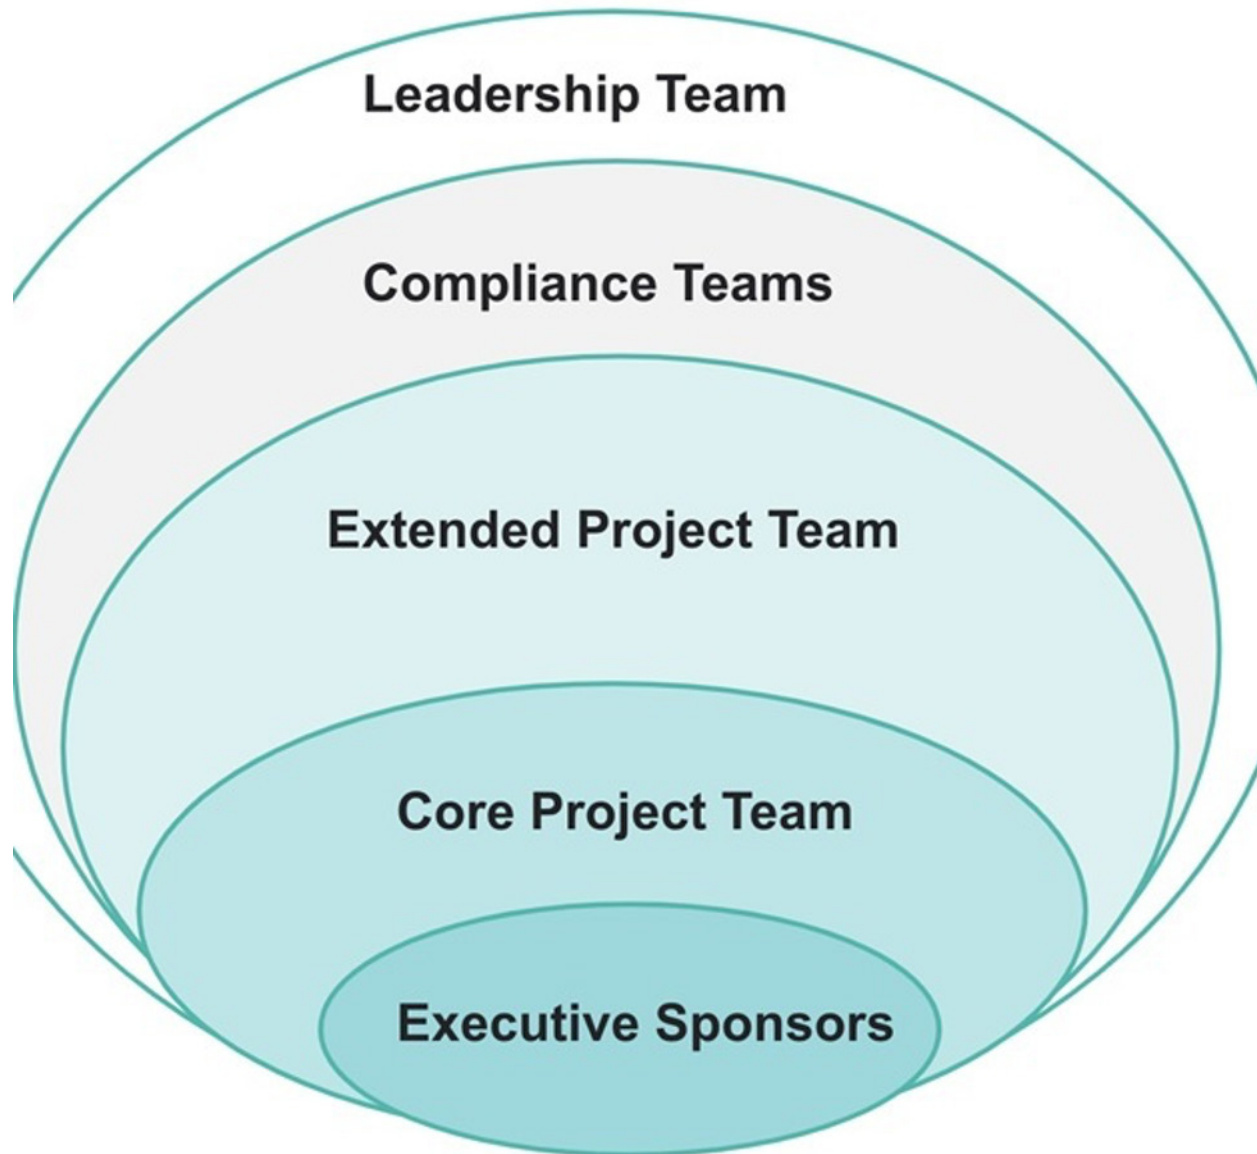 Leadership Team
Compliance Teams
Extended Project Team
Core Project Team
Executive Sponsors